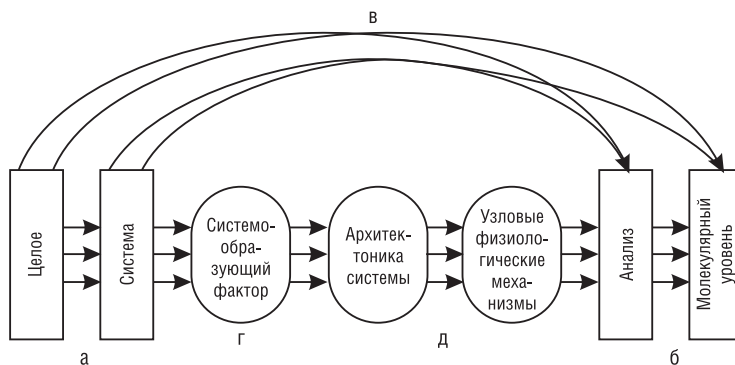 в
Целое
Система
Системо-
обра-
зующий
фактор
Архитек-
тоника
системы
Узловые
физиоло-
гические
меха-
низмы
Анализ
Молекулярный
уровень
а
г
д
б